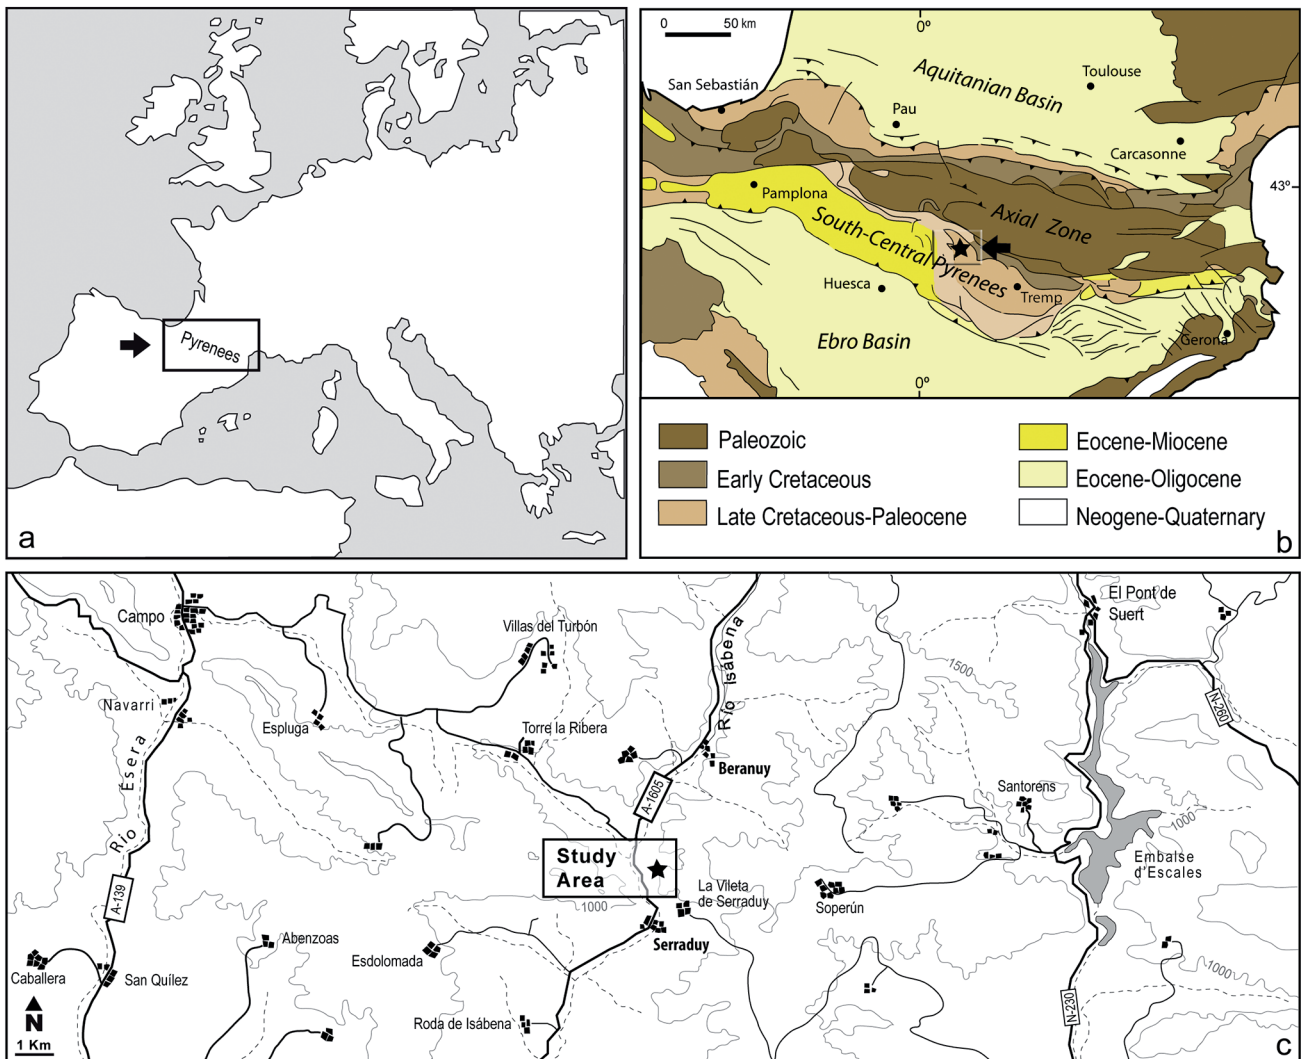 Pyrenees
a
0 50 km
0º
San Sebastián
Aquitanian Basin
Toulouse
Pau
Carcasonne
43º
Pamplona
Axial Zone
South-Central Pyrenees
Huesca
Tremp
Ebro Basin
Gerona
0º
Paleozoic
Early Cretaceous
Late Cretaceous-Paleocene
Eocene-Miocene
Eocene-Oligocene
Neogene-Quaternary
b
Campo
Villas del Turbón
El Pont de
Suert
Río Isábena
1500
Navarri
Espluga
Torre la Ribera
N-260
Río Esera
Beranuy
A-1605
Santorens
1000
Study
Area
Embalse
d'Escales
A-139
La Vileta
de Serraduy
Soperún
1000
Serraduy
Abenzoas
Esdolomada
Caballera
San Quílez
1000
N
1 Km
Roda de Isábena
N-230
c